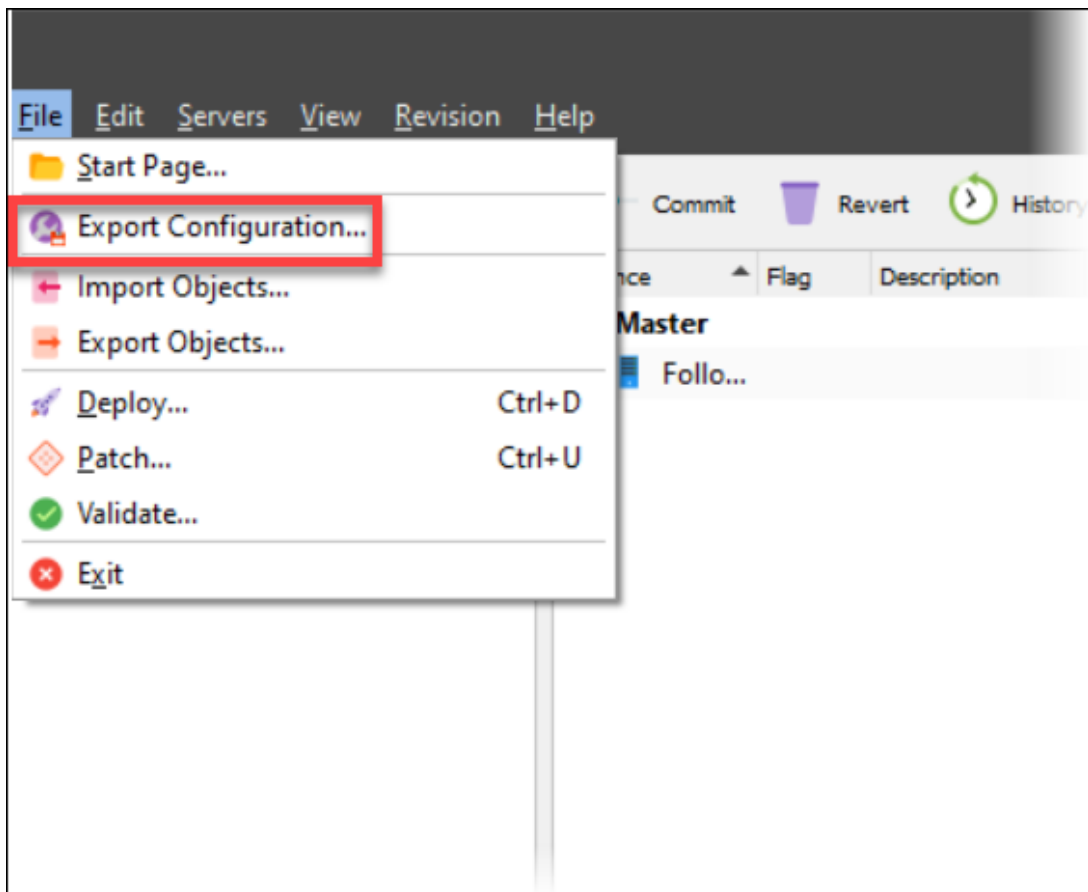 File Edit Servers View Revision Help
Start Page...
Commit Revert History
Export Configuration...
Flag Description
Import Objects...
Master
Export Objects...
Follo...
Deploy... Ctrl+D
Patch... Ctrl+U
Validate...
Exit